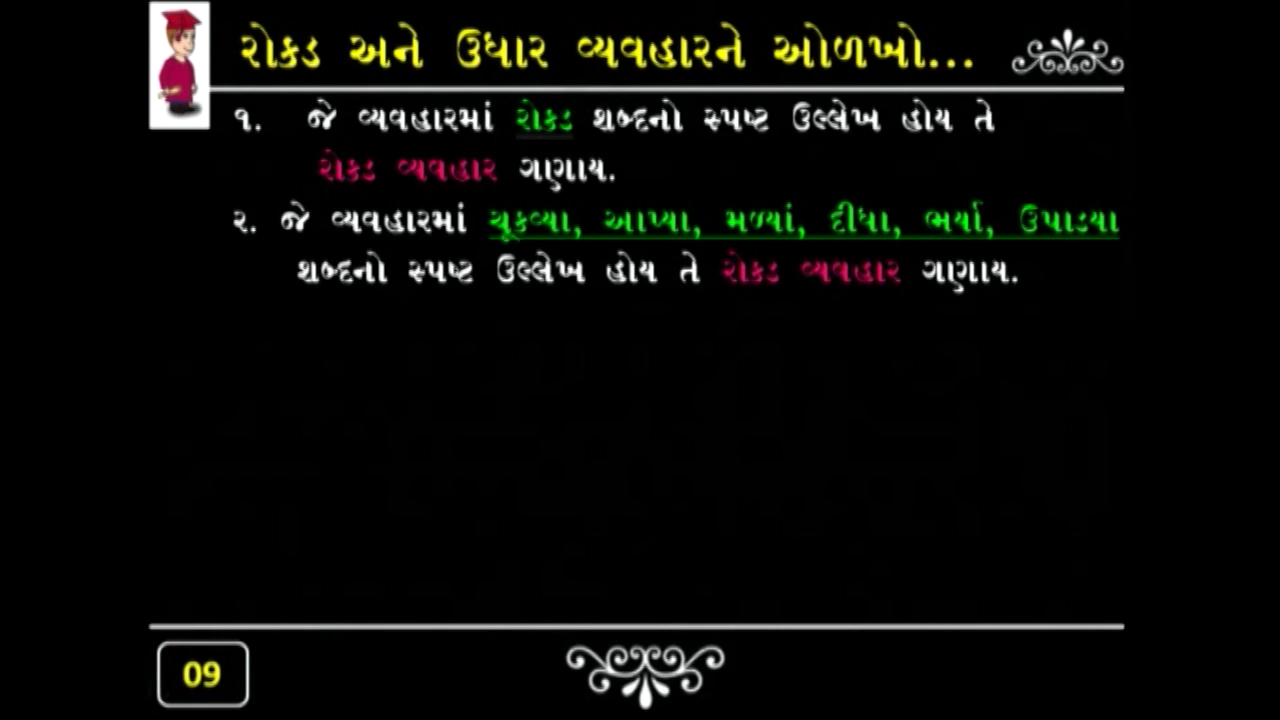 રોકડ અને ઉધાર વ્યવહારને ઓળખો...
૧. જે વ્યવહારમાં રોકડ શબ્દનો સ્પષ્ટ ઉલ્લેખ હોય તે
રોકડ વ્યવહાર ગણાય.
ર. જે વ્યવહારમાં ચૂકવ્યા, આપ્યા, મળ્યાં, દીધા, ભર્યા, ઉપાડયા
શબ્દનો સ્પષ્ટ ઉલ્લેખ હોય તે રોકડ વ્યવહાર ગણાય.
09